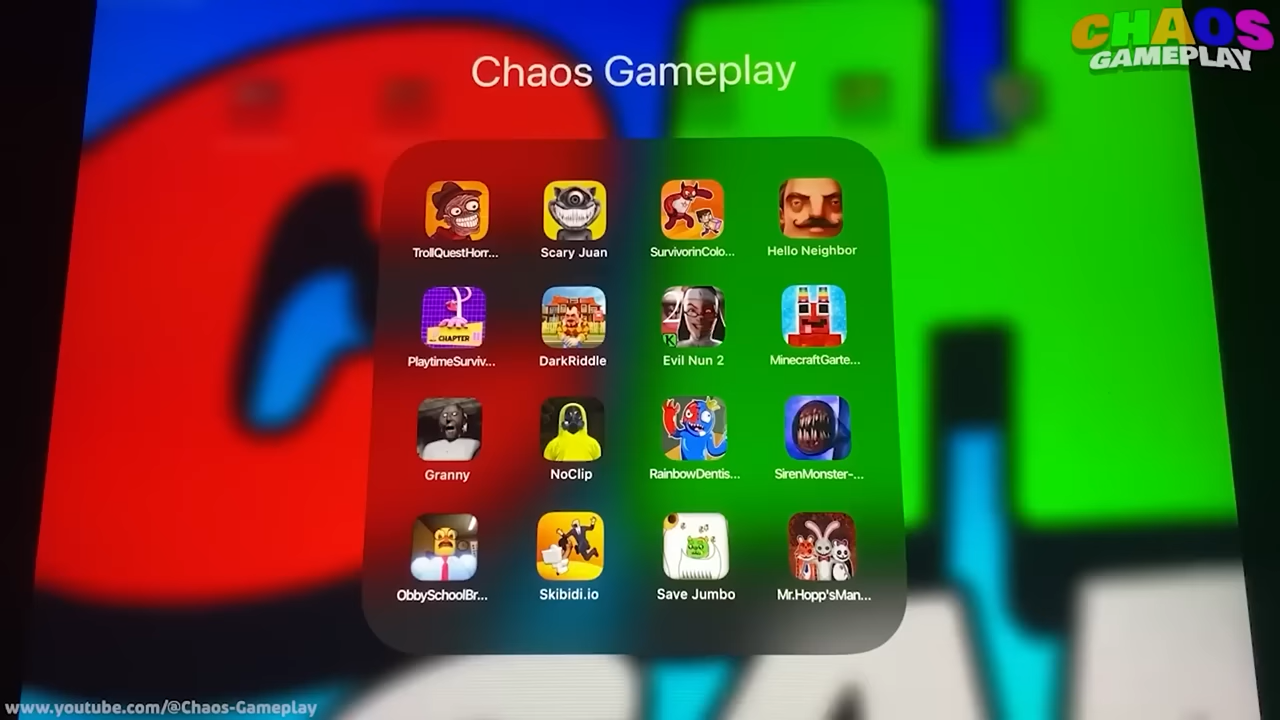 CHAOS
GAMEPLAY
Chaos Gameplay
TrollQuestHorr...
Scary Juan
SurvivorinColo...
Hello Neighbor
CHAPTER
PlaytimeSurviv...
DarkRiddle
K
Evil Nun 2
MinecraftGarte...
Granny
NoClip
RainbowDentis...
SirenMonster-...
ObbySchoolBr...
Skibidi.io
Save Jumbo
Mr.Hopp'sMan...
www.youtube.com/@Chaos-Gameplay